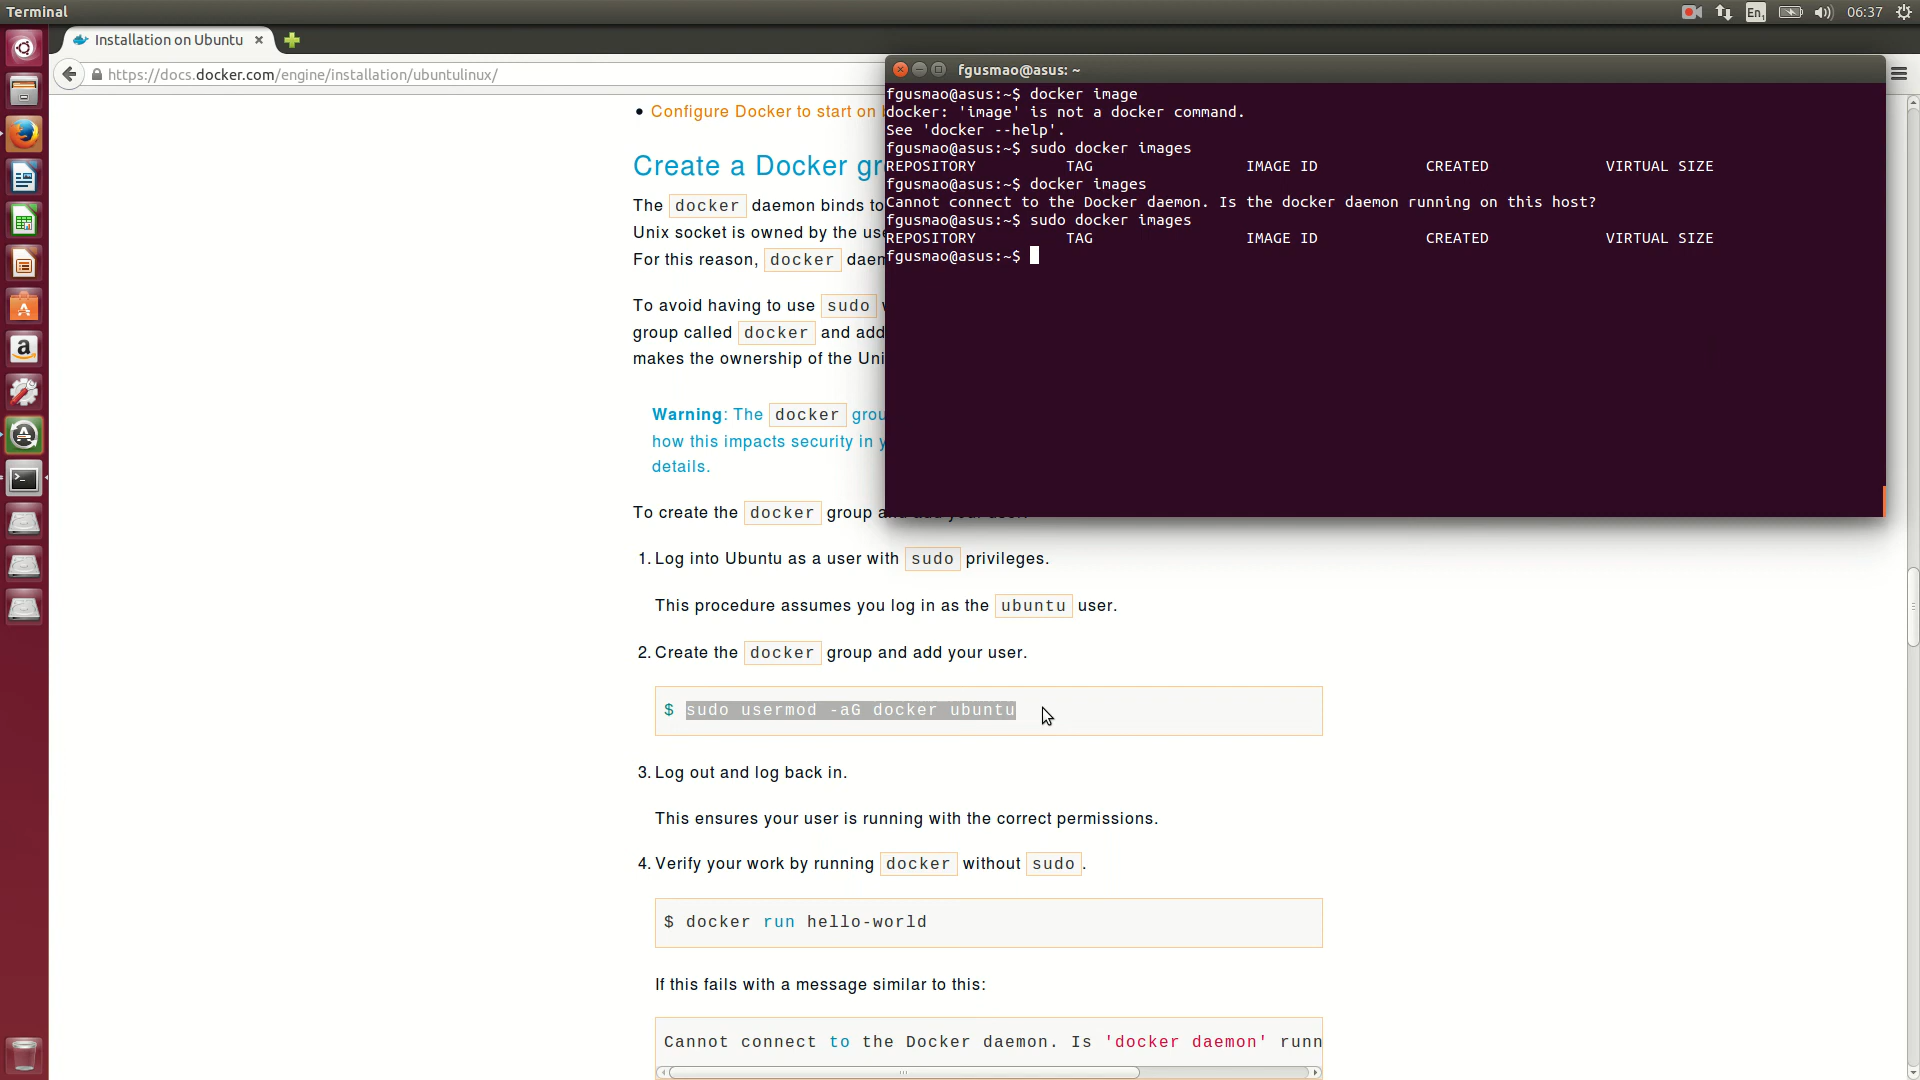 Terminal
En1
06:37
Installation on Ubuntu
https://docs.docker.com/engine/installation/ubuntulinux/
fgusmao@asus: ~
fgusmao@asus:~$ docker image
docker: 'image' is not a docker command.
See 'docker --help'.
fgusmao@asus:~$ sudo docker images
REPOSITORY TAG IMAGE ID CREATED VIRTUAL SIZE
fgusmao@asus:~$ docker images
Cannot connect to the Docker daemon. Is the docker daemon running on this host?
fgusmao@asus:~$ sudo docker images
REPOSITORY TAG IMAGE ID CREATED VIRTUAL SIZE
fgusmao@asus:~$
• Configure Docker to start on
Create a Docker gr
The docker daemon binds to
Unix socket is owned by the use
For this reason, docker daem
To avoid having to use sudo
group called docker and add
makes the ownership of the Uni
Warning: The docker grou
how this impacts security in y
details.
To create the docker group and add your user:
1. Log into Ubuntu as a user with sudo privileges.
This procedure assumes you log in as the ubuntu user.
2. Create the docker group and add your user.
$ sudo usermod -aG docker ubuntu
3. Log out and log back in.
This ensures your user is running with the correct permissions.
4. Verify your work by running docker without sudo.
$ docker run hello-world
If this fails with a message similar to this:
Cannot connect to the Docker daemon. Is 'docker daemon' runn